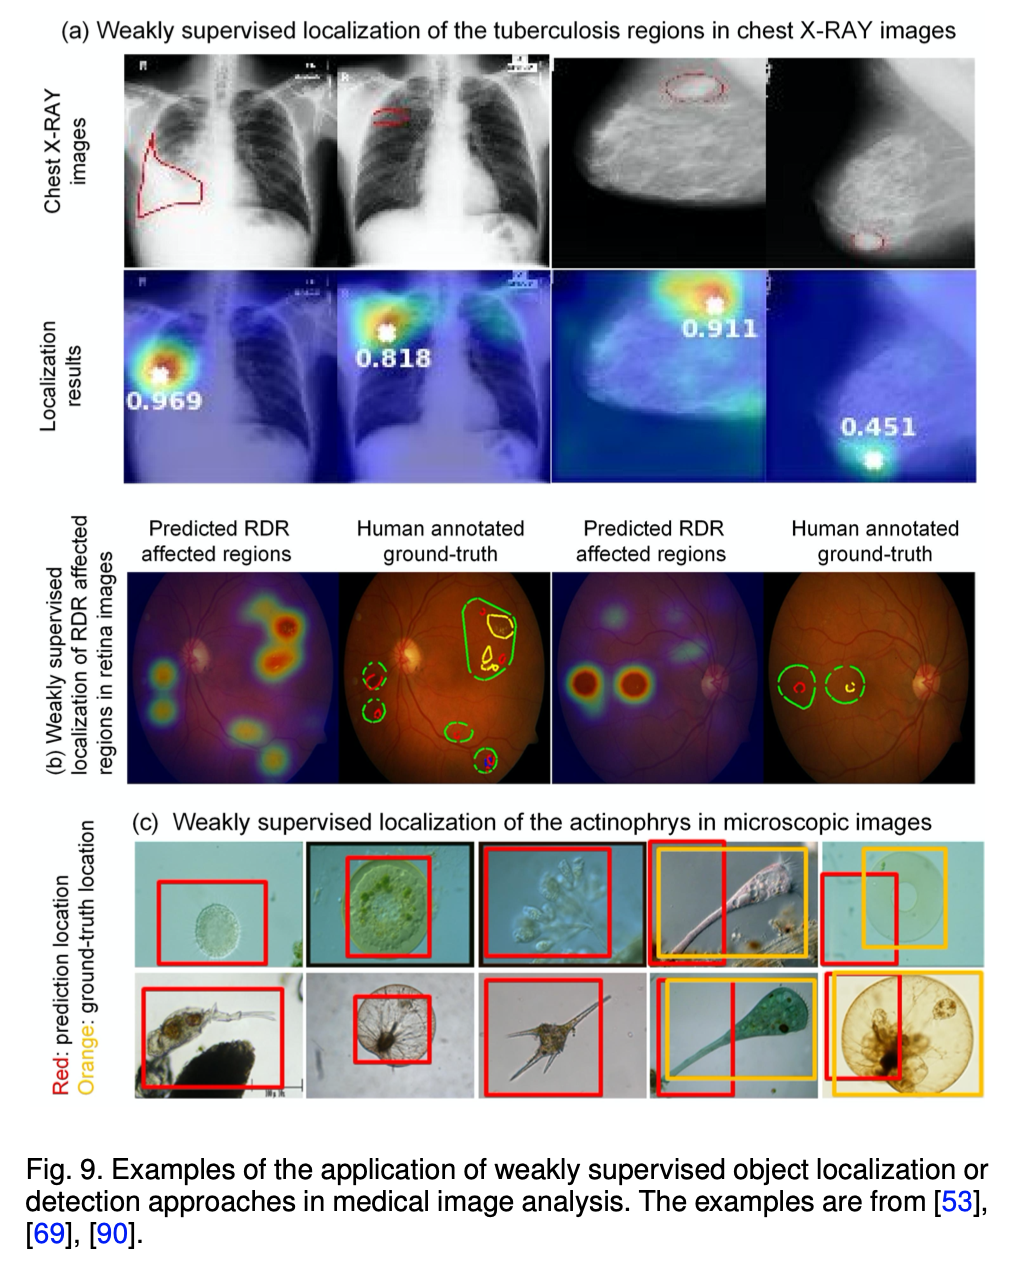 (a) Weakly supervised localization of the tuberculosis regions in chest X-RAY images
Chest X-RAY
images
R
R
Localization
results
0.969
0.818
0.911
0.451
(b) Weakly supervised
localization of RDR affected
regions in retina images
Predicted RDR
affected regions
Human annotated
ground-truth
Predicted RDR
affected regions
Human annotated
ground-truth
(c) Weakly supervised localization of the actinophrys in microscopic images
Red: prediction location
Orange: ground-truth location
Fig. 9. Examples of the application of weakly supervised object localization or
detection approaches in medical image analysis. The examples are from [53],
[69], [90].